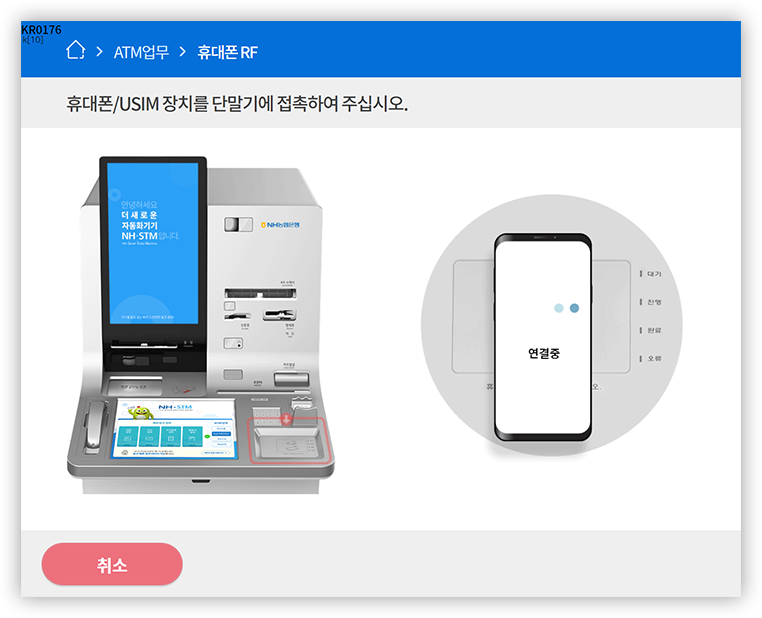 KR0176
k[10]
ATM업무 > 휴대폰 RF
휴대폰/USIM 장치를 단말기에 접촉하여 주십시오.
안녕하세요
더 새 로 운
자동화기기
NH-STM입니다.
NH농협은행
NH-STM
대기
진행
완료
오류
연결중
휴
오.
취소